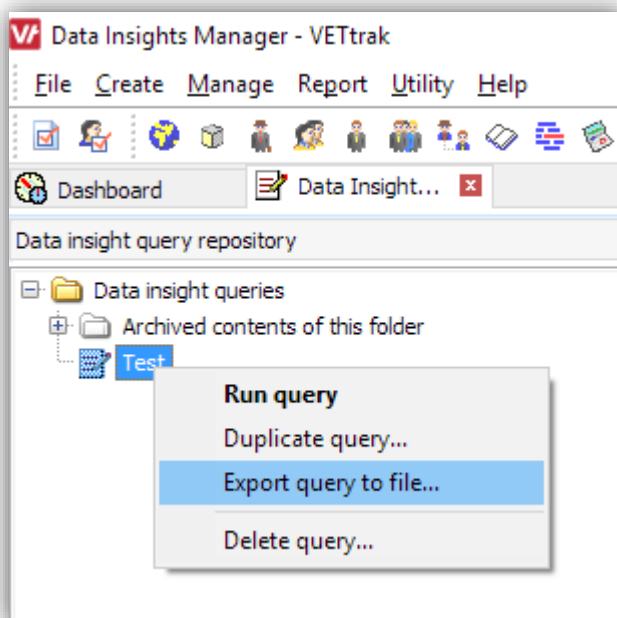 Data Insights Manager - VETtrak
File Create Manage Report Utility Help
Dashboard Data Insight...
Data insight query repository
Data insight queries
Archived contents of this folder
Test
Run query
Duplicate query...
Export query to file...
Delete query...